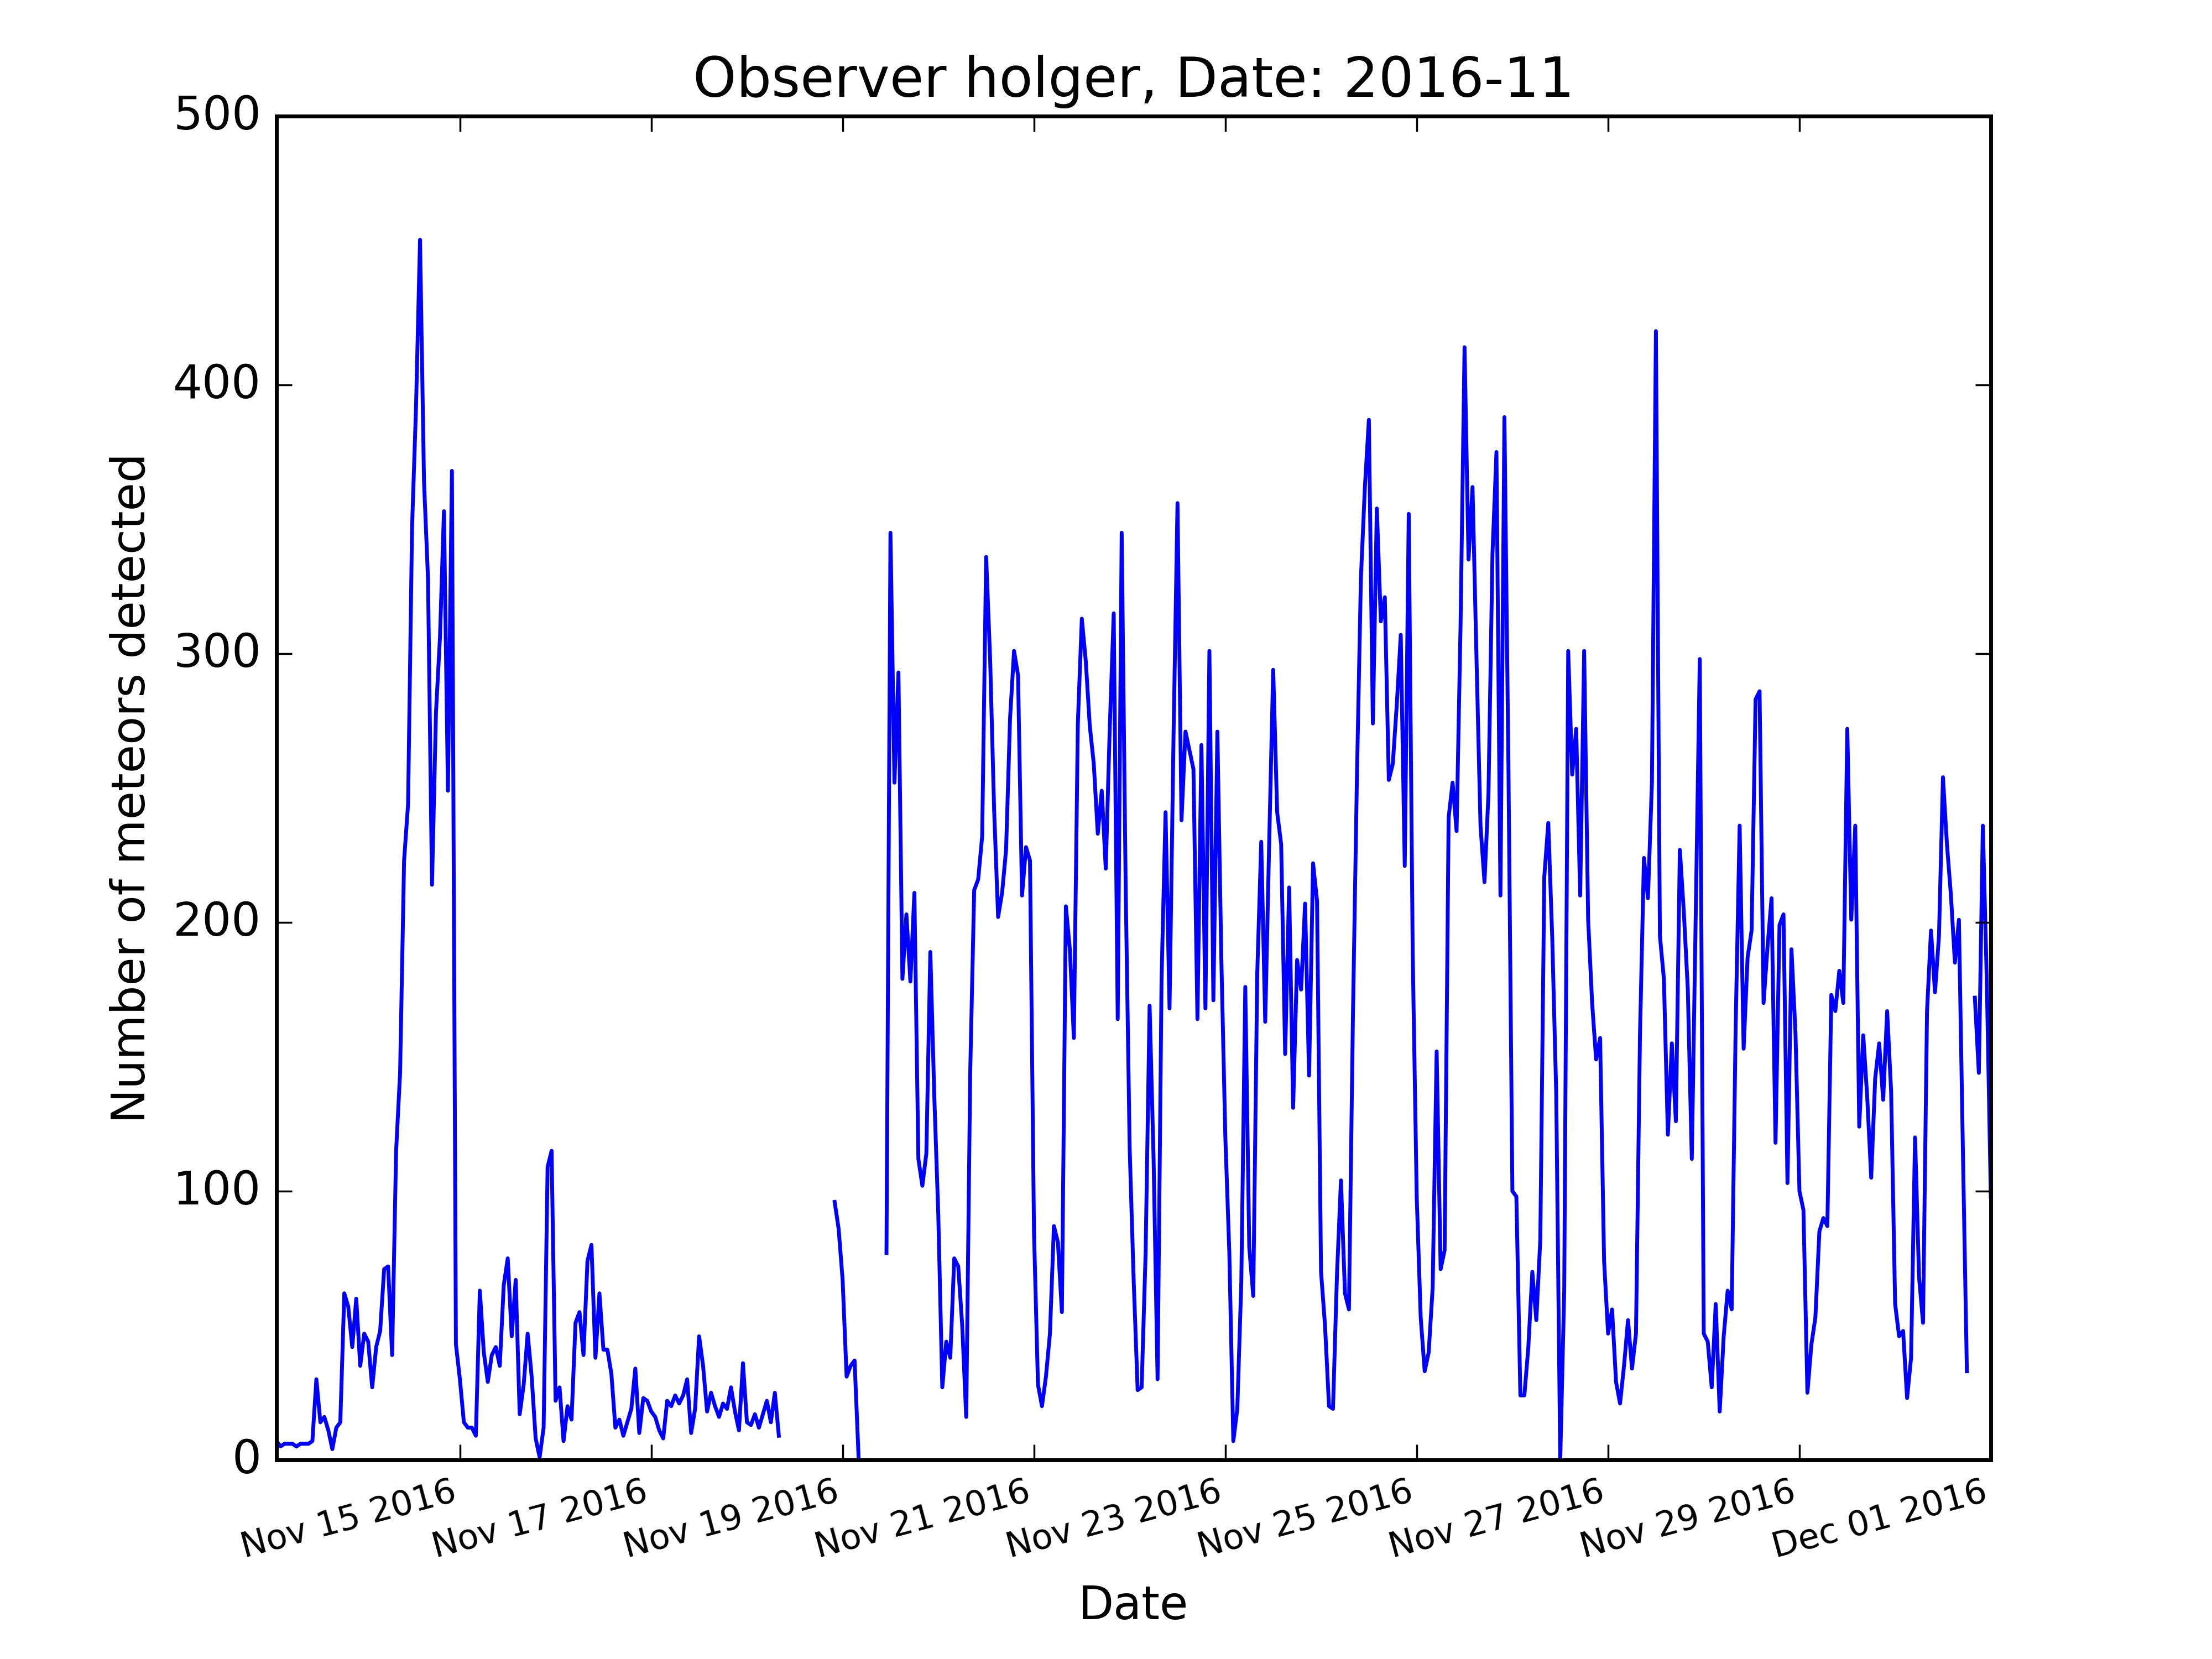 Observer holger, Date: 2016-11
500
400
300
200
100
0
Number of meteors detected
Nov 15 2016
Nov 17 2016
Nov 19 2016
Nov 21 2016
Nov 23 2016
Nov 25 2016
Nov 27 2016
Nov 29 2016
Dec 01 2016
Date